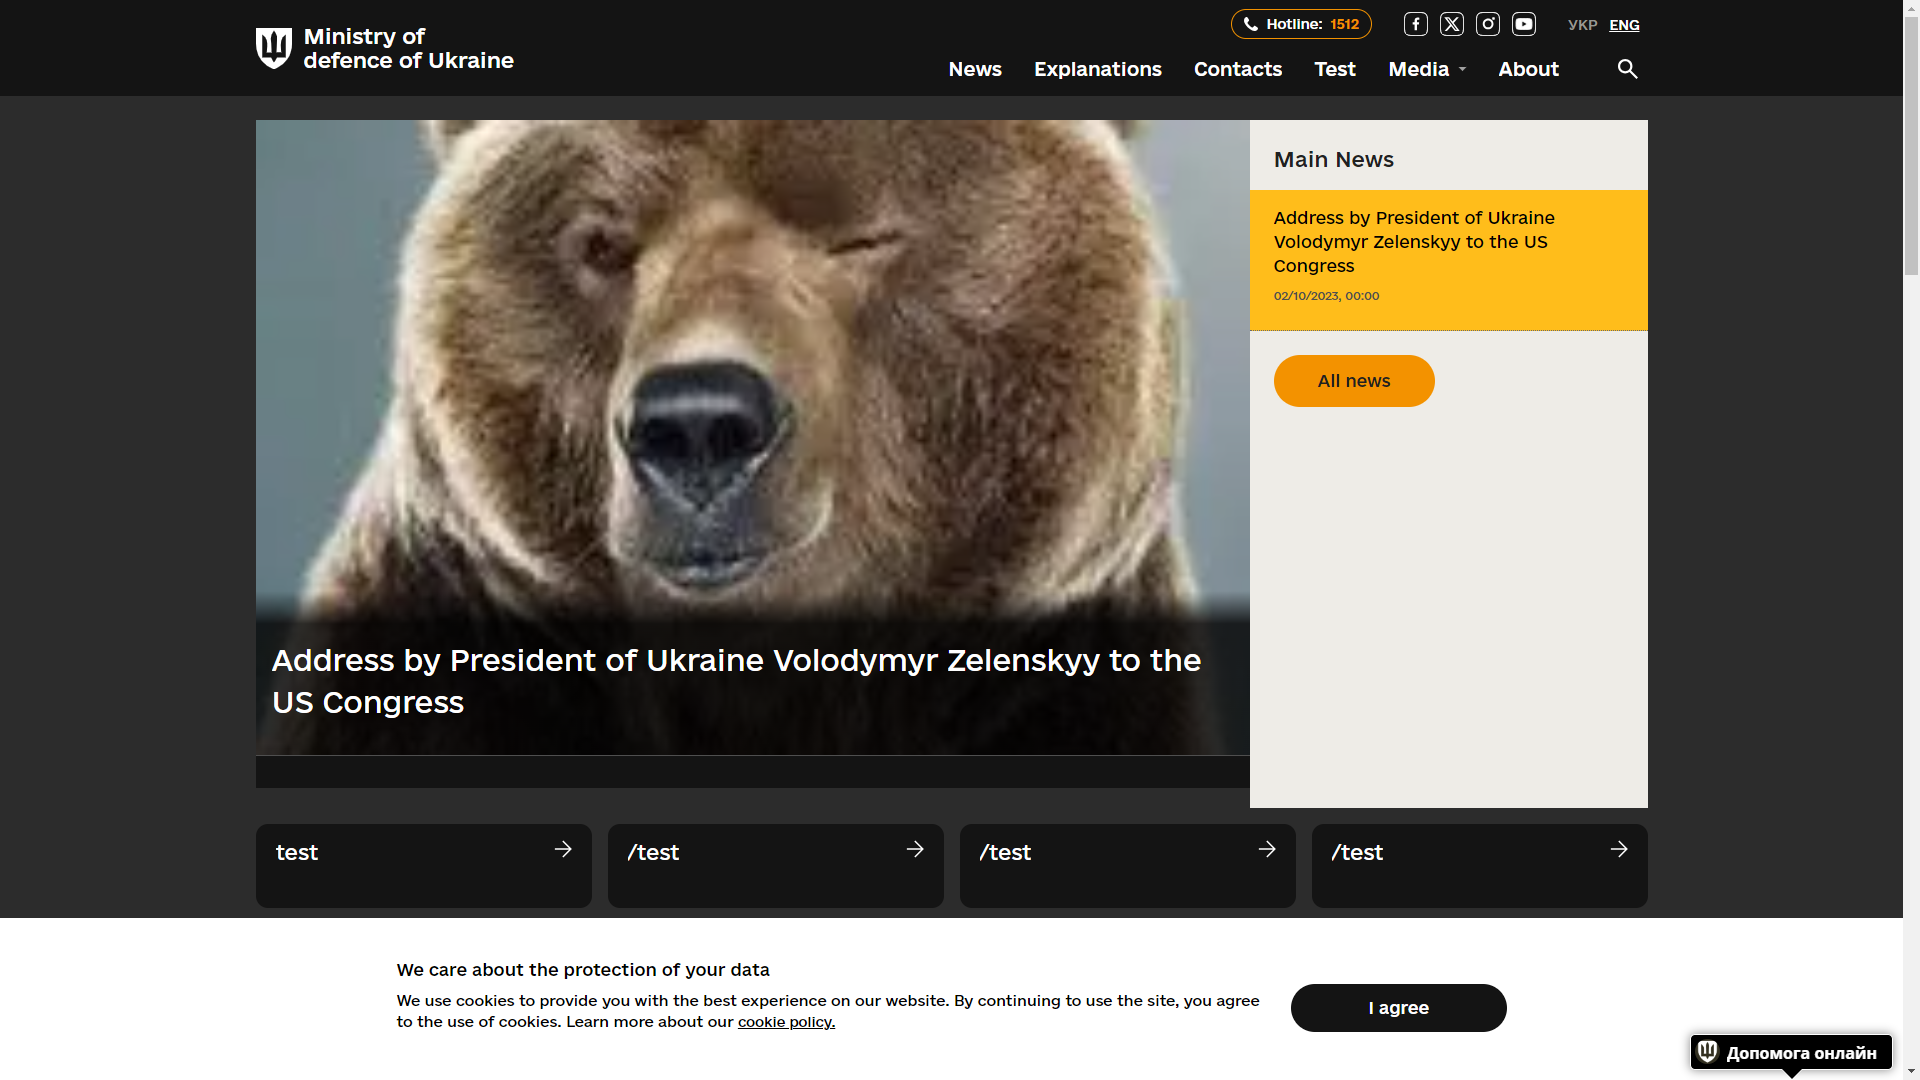 Ministry of
defence of Ukraine
Hotline: 1512
УКР ENG
News Explanations Contacts Test Media About
Main News
Address by President of Ukraine
Volodymyr Zelenskyy to the US
Congress
02/10/2023, 00:00
All news
Address by President of Ukraine Volodymyr Zelenskyy to the
US Congress
test
/test
/test
/test
We care about the protection of your data
We use cookies to provide you with the best experience on our website. By continuing to use the site, you agree
to the use of cookies. Learn more about our cookie policy.
I agree
Допомога онлайн